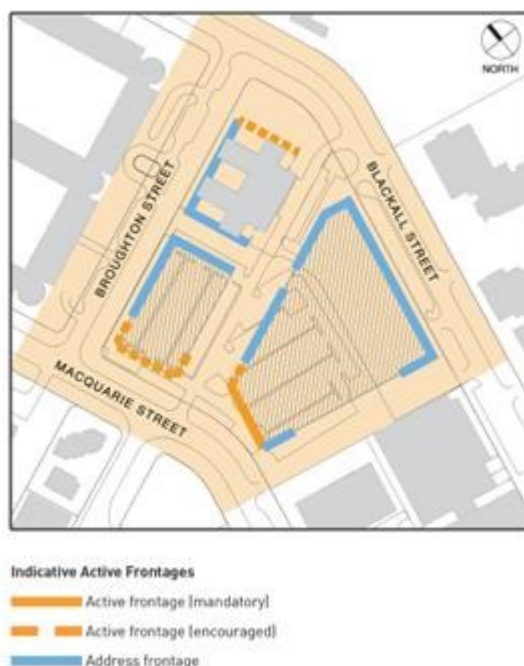 NORTH
BLACKALL STREET
BROUGHTON STREET
MACQUARIE STREET
Indicative Active Frontages
Active frontage (mandatory)
Active frontage (encouraged)
Address frontage